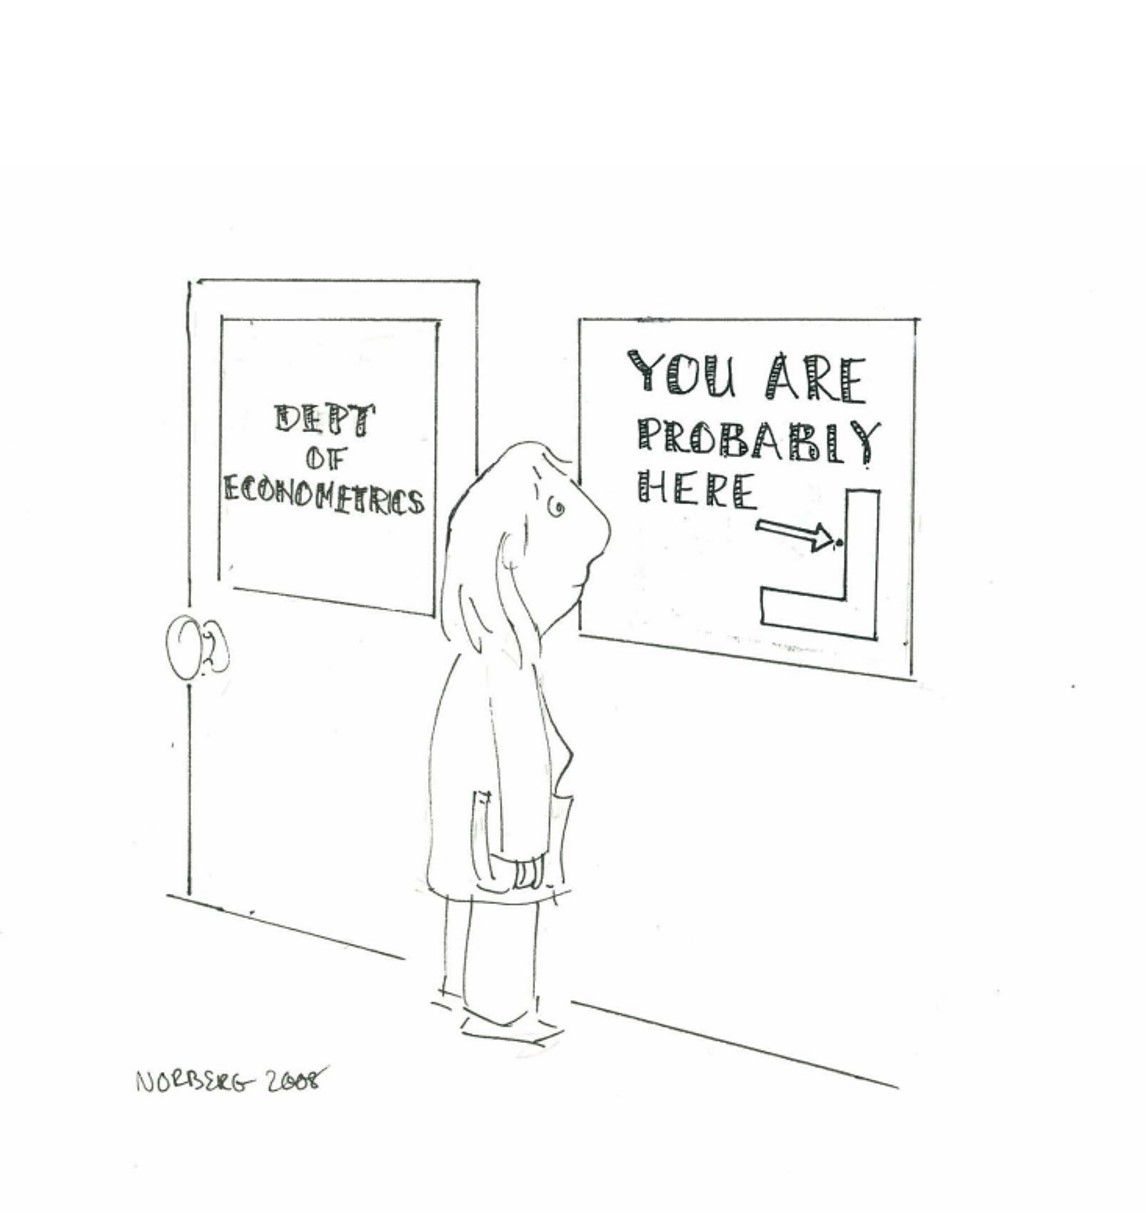 DEPT
OF
ECONOMETRICS
YOU ARE
PROBABLY
HERE
NORBERG 2008